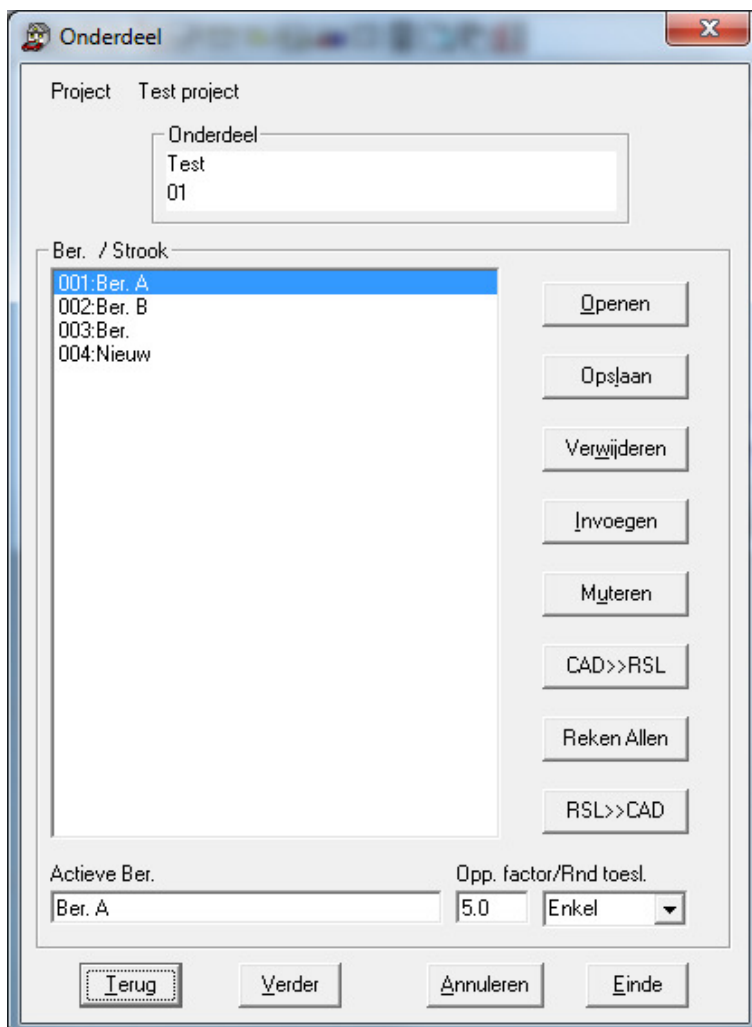 Onderdeel
Project Test project
Onderdeel
Test
01
Ber. / Strook
001:Ber. A
002:Ber. B
003:Ber.
004:Nieuw
Openen
Opslaan
Verwijderen
Invoegen
Muteren
CAD>>RSL
Reken Allen
RSL>>CAD
Actieve Ber.
Opp. factor/Rnd toesl.
Ber. A
5.0
Enkel
Terug
Verder
Annuleren
Einde